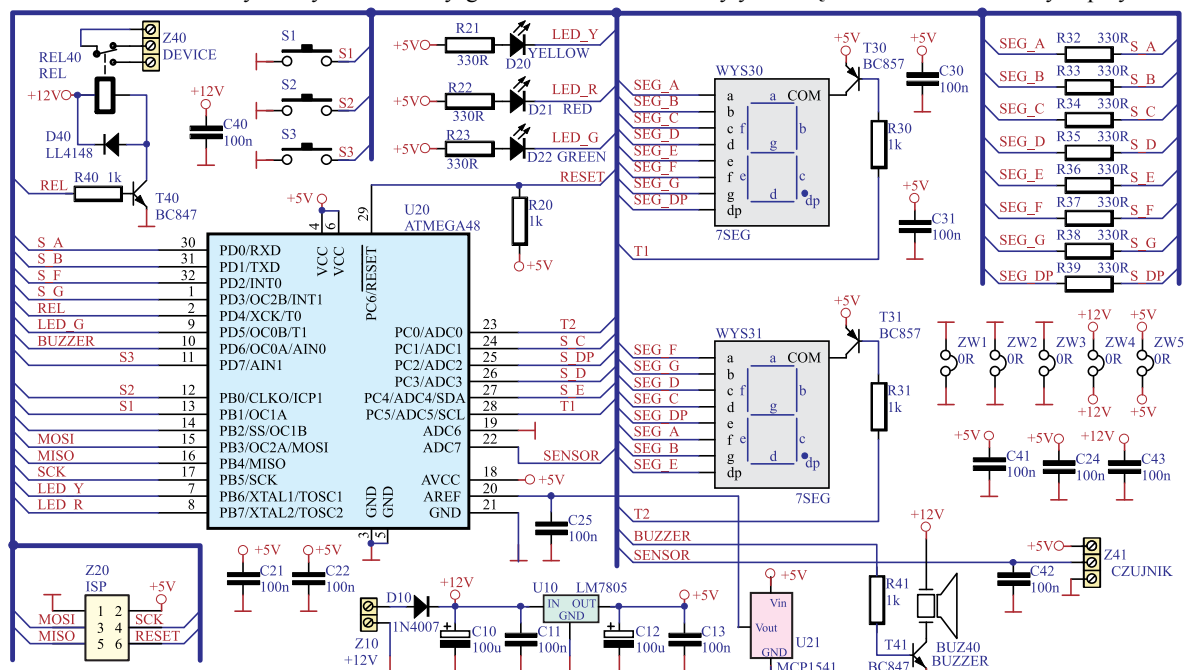 Z40
DEVICE
REL40
REL
+12V
D40
LL4148
REL
R40 1k
T40
BC847
+12V
C40
100n
S1
S1
S2
S2
S3
S3
+5V
R21
330R
LED_Y
D20
YELLOW
+5V
R22
330R
LED_R
D21
RED
+5V
R23
330R
LED_G
D22
GREEN
RESET
R20
1k
+5V
+5V
29
4
6
U20
ATMEGA48
VCC
VCC
PC6/RESET
S_A 30 PD0/RXD
S_B 31 PD1/TXD
S_F 32 PD2/INT0
S_G 1 PD3/OC2B/INT1
REL 2 PD4/XCK/T0
LED_G 9 PD5/OC0B/T1
BUZZER 10 PD6/OC0A/AIN0
S3 11 PD7/AIN1
S2 12 PB0/CLKO/ICP1
S1 13 PB1/OC1A
14 PB2/SS/OC1B
MOSI 15 PB3/OC2A/MOSI
MISO 16 PB4/MISO
SCK 17 PB5/SCK
LED_Y 7 PB6/XTAL1/TOSC1
LED_R 8 PB7/XTAL2/TOSC2
PC0/ADC0 23 T2
PC1/ADC1 24 S_C
PC2/ADC2 25 S_DP
PC3/ADC3 26 S_D
PC4/ADC4/SDA 27 S_E
PC5/ADC5/SCL 28 T1
ADC6 19
ADC7 22 SENSOR
AVCC 18 +5V
AREF 20
GND 21
GND
GND
3
5
C25
100n
WYS30
SEG_A a
SEG_B b
SEG_C c
SEG_D d
SEG_E e
SEG_F f
SEG_G g
SEG_DP dp
COM
a
b
c
d
e
f
g
dp
7SEG
T1
+5V
T30
BC857
R30
1k
+5V
C30
100n
+5V
C31
100n
SEG_A R32 330R S_A
SEG_B R33 330R S_B
SEG_C R34 330R S_C
SEG_D R35 330R S_D
SEG_E R36 330R S_E
SEG_F R37 330R S_F
SEG_G R38 330R S_G
SEG_DP R39 330R S_DP
WYS31
SEG_F a
SEG_G b
SEG_D c
SEG_C d
SEG_DP e
SEG_A f
SEG_B g
SEG_E dp
COM
a
b
c
d
e
f
g
dp
7SEG
T2
+5V
T31
BC857
R31
1k
ZW1
0R
ZW2
0R
ZW3
0R
+12V
ZW4
0R
+12V
+5V
ZW5
0R
+5V
+5V
C41
100n
+5V
C24
100n
+12V
C43
100n
BUZZER
SENSOR
+12V
R41
1k
T41
BC847
BUZ40
BUZZER
+5V
Z41
CZUJNIK
C42
100n
Z20
ISP
+5V
1 2
MOSI 3 4 SCK
MISO 5 6 RESET
+5V
C21
100n
+5V
C22
100n
Z10
+12V
D10
1N4007
+12V
+
C10
100u
C11
100n
U10 LM7805
IN OUT
GND
+
C12
100u
+5V
C13
100n
+5V
Vin
Vout
GND
U21
MCP1541